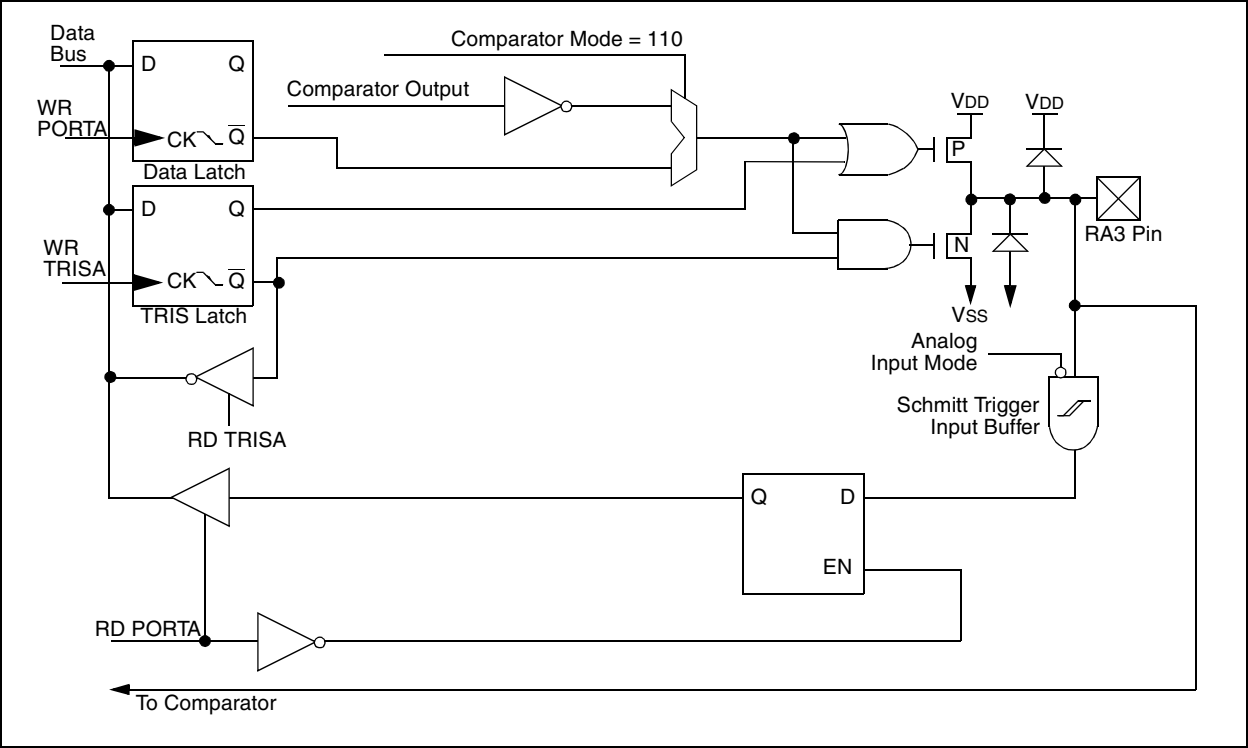 Data
Bus
D
Q
WR
PORTA
CK
Q
Data Latch
Comparator Mode = 110
Comparator Output
D
Q
WR
TRISA
CK
Q
TRIS Latch
VDD
VDD
P
N
RA3 Pin
VSS
Analog
Input Mode
Schmitt Trigger
Input Buffer
RD TRISA
Q
D
EN
RD PORTA
To Comparator